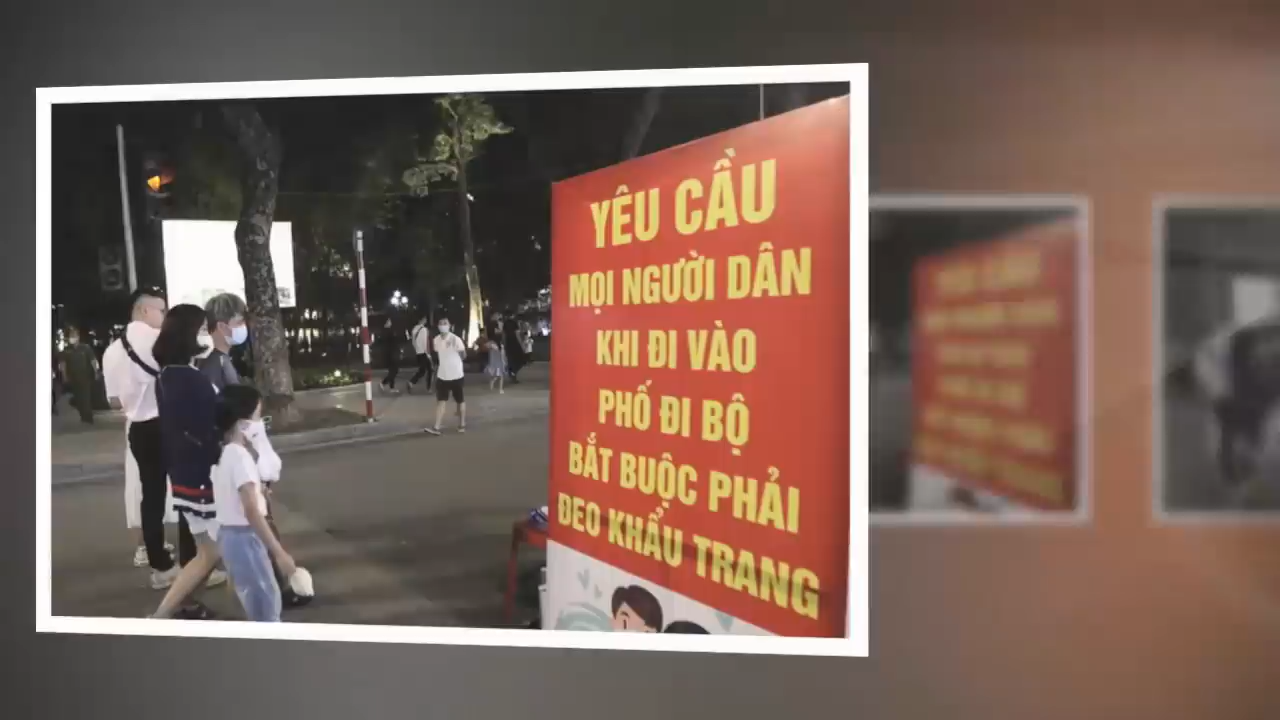 YÊU CẦU
MỌI NGƯỜI DÂN
KHI ĐI VÀO
PHỐ ĐI BỘ
BẮT BUỘC PHẢI
ĐEO KHẨU TRANG